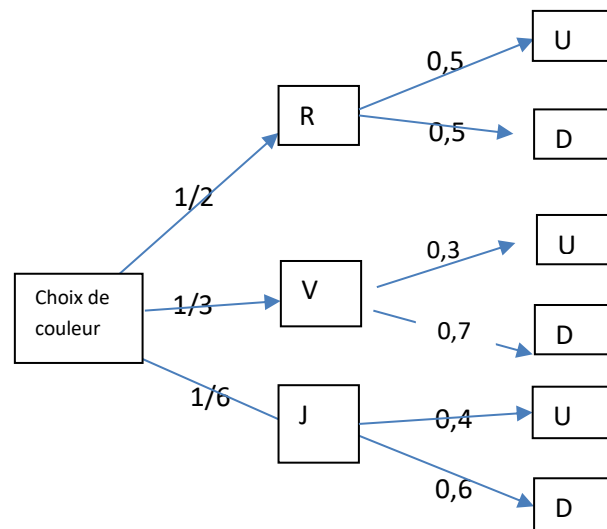 U
0,5
R
0,5
D
1/2
U
0,3
Choix de
couleur
1/3
V
0,7
D
1/6
J
0,4
U
0,6
D